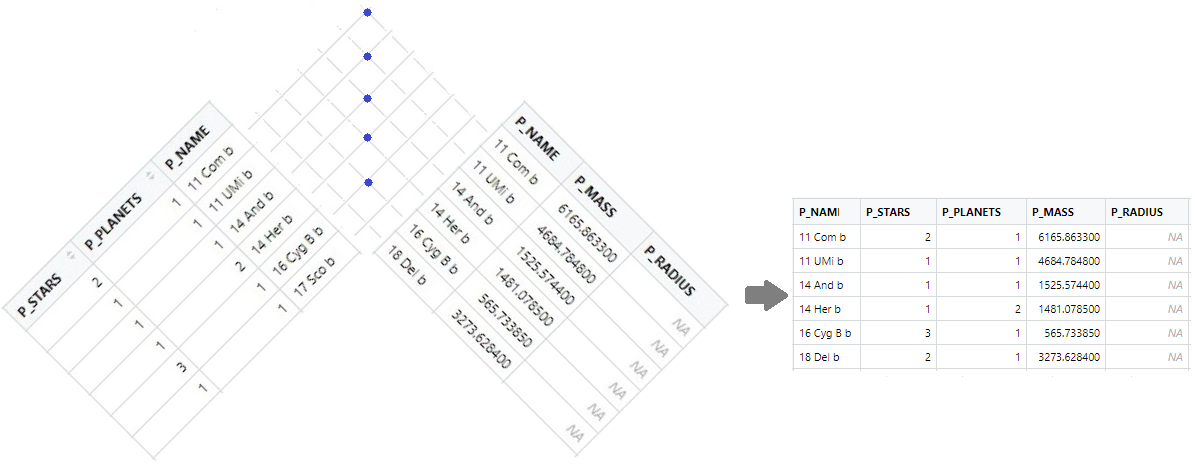 P_STARS P_PLANETS P_NAME
2 1 11 Com b
1 1 11 UMi b
1 1 14 And b
1 2 14 Her b
3 1 16 Cyg B b
1 1 17 Sco b
P_NAME P_MASS P_RADIUS
11 Com b 6165.863300 NA
11 UMi b 4684.784800 NA
14 And b 1525.574400 NA
14 Her b 1481.078500 NA
16 Cyg B b 565.733850 NA
18 Del b 3273.628400 NA
P_NAMI P_STARS P_PLANETS P_MASS P_RADIUS
11 Com b 2 1 6165.863300 NA
11 UMi b 1 1 4684.784800 NA
14 And b 1 1 1525.574400 NA
14 Her b 1 2 1481.078500 NA
16 Cyg B b 3 1 565.733850 NA
18 Del b 2 1 3273.628400 NA